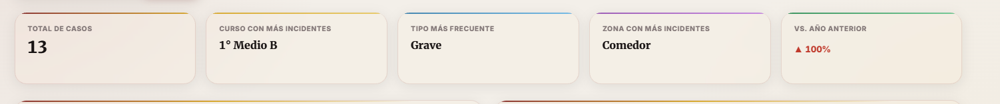 TOTAL DE CASOS
13
CURSO CON MÁS INCIDENTES
1° Medio B
TIPO MÁS FRECUENTE
Grave
ZONA CON MÁS INCIDENTES
Comedor
VS. AÑO ANTERIOR
▲ 100%